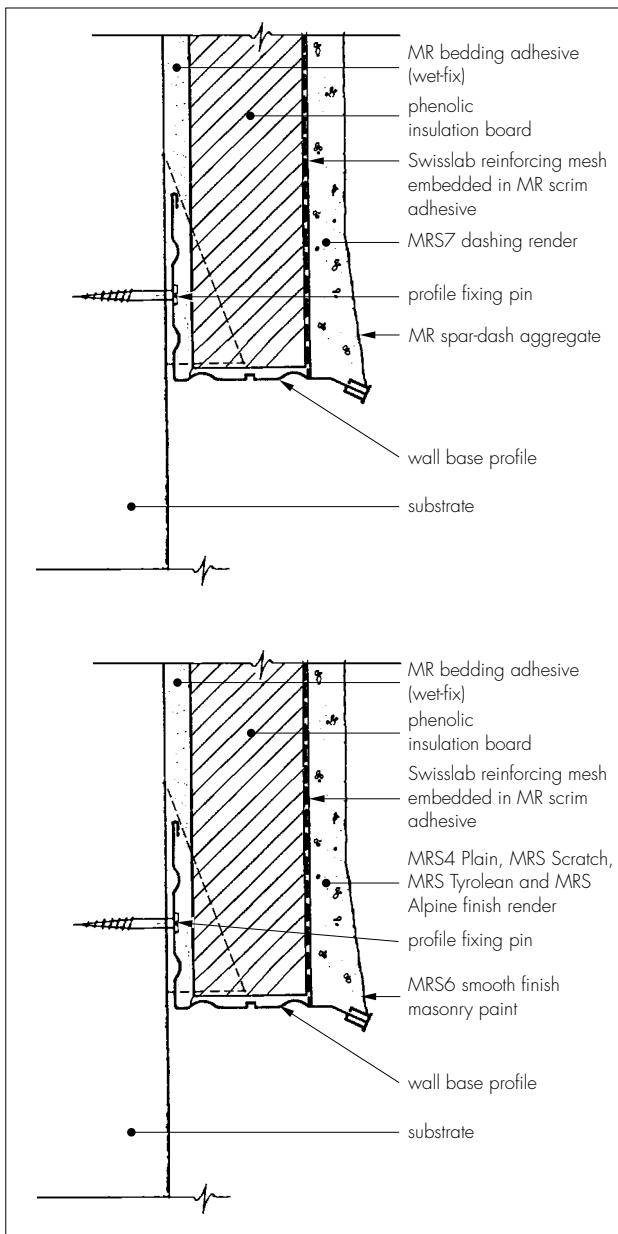 MR bedding adhesive
(wet-fix)
phenolic
insulation board
Swisslab reinforcing mesh
embedded in MR scrim
adhesive
MRS7 dashing render
profile fixing pin
MR spar-dash aggregate
wall base profile
substrate
MR bedding adhesive
(wet-fix)
phenolic
insulation board
Swisslab reinforcing mesh
embedded in MR scrim
adhesive
MRS4 Plain, MRS Scratch,
MRS Tyrolean and MRS
Alpine finish render
profile fixing pin
MRS6 smooth finish
masonry paint
wall base profile
substrate